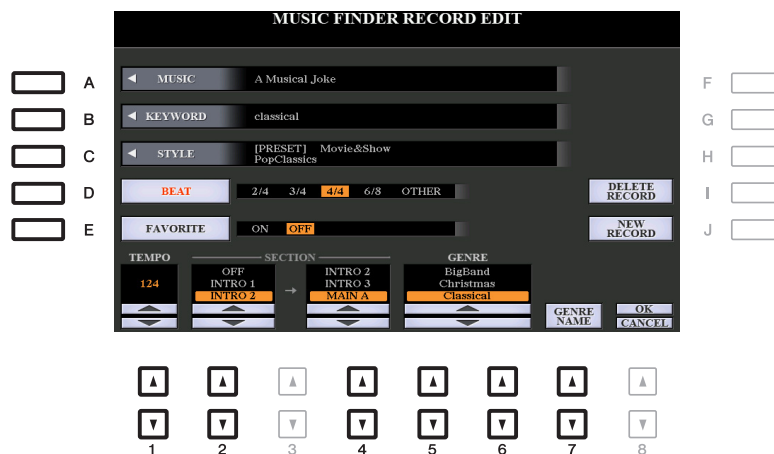 MUSIC FINDER RECORD EDIT
A MUSIC A Musical Joke F
B KEYWORD classical G
C STYLE [PRESET] Movie&Show
PopClassics H
D BEAT 2/4 3/4 4/4 6/8 OTHER DELETE
RECORD I
E FAVORITE ON OFF NEW
RECORD J
TEMPO SECTION GENRE
OFF INTRO 2 BigBand
124 INTRO 1 → INTRO 3 Christmas
INTRO 2 MAIN A Classical
GENRE
NAME
OK
CANCEL
1 2 3 4 5 6 7 8